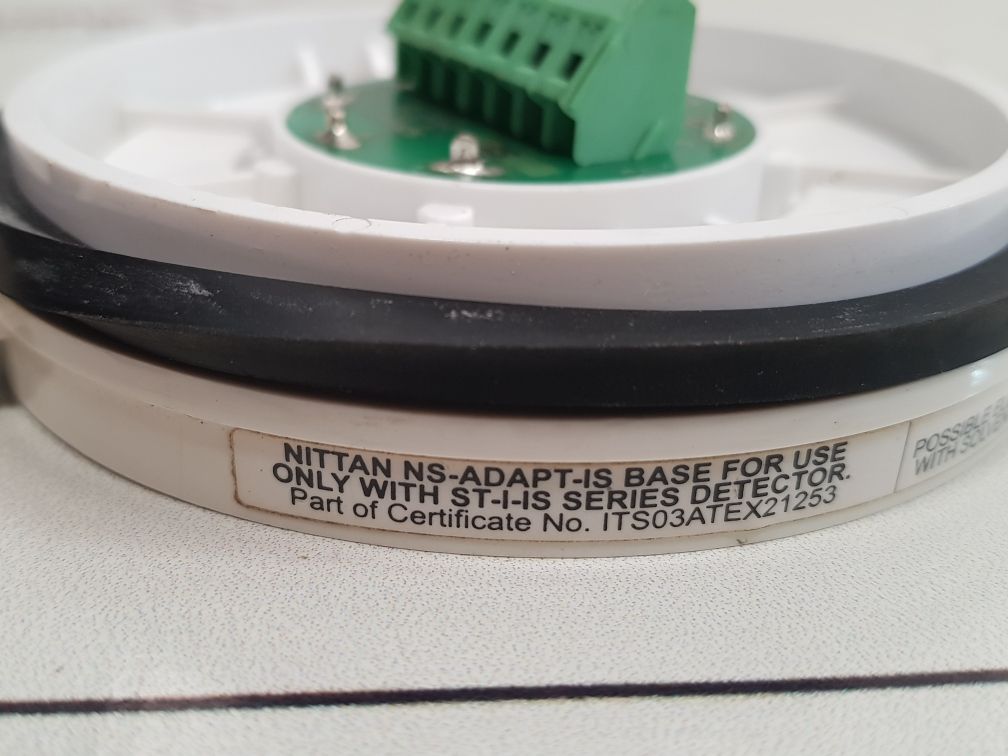 NITTAN NS-ADAPT-IS BASE FOR USE
ONLY WITH ST-I-IS SERIES DETECTOR.
Part of Certificate No. ITS03ATEX21253
POSSIBLE
WITH